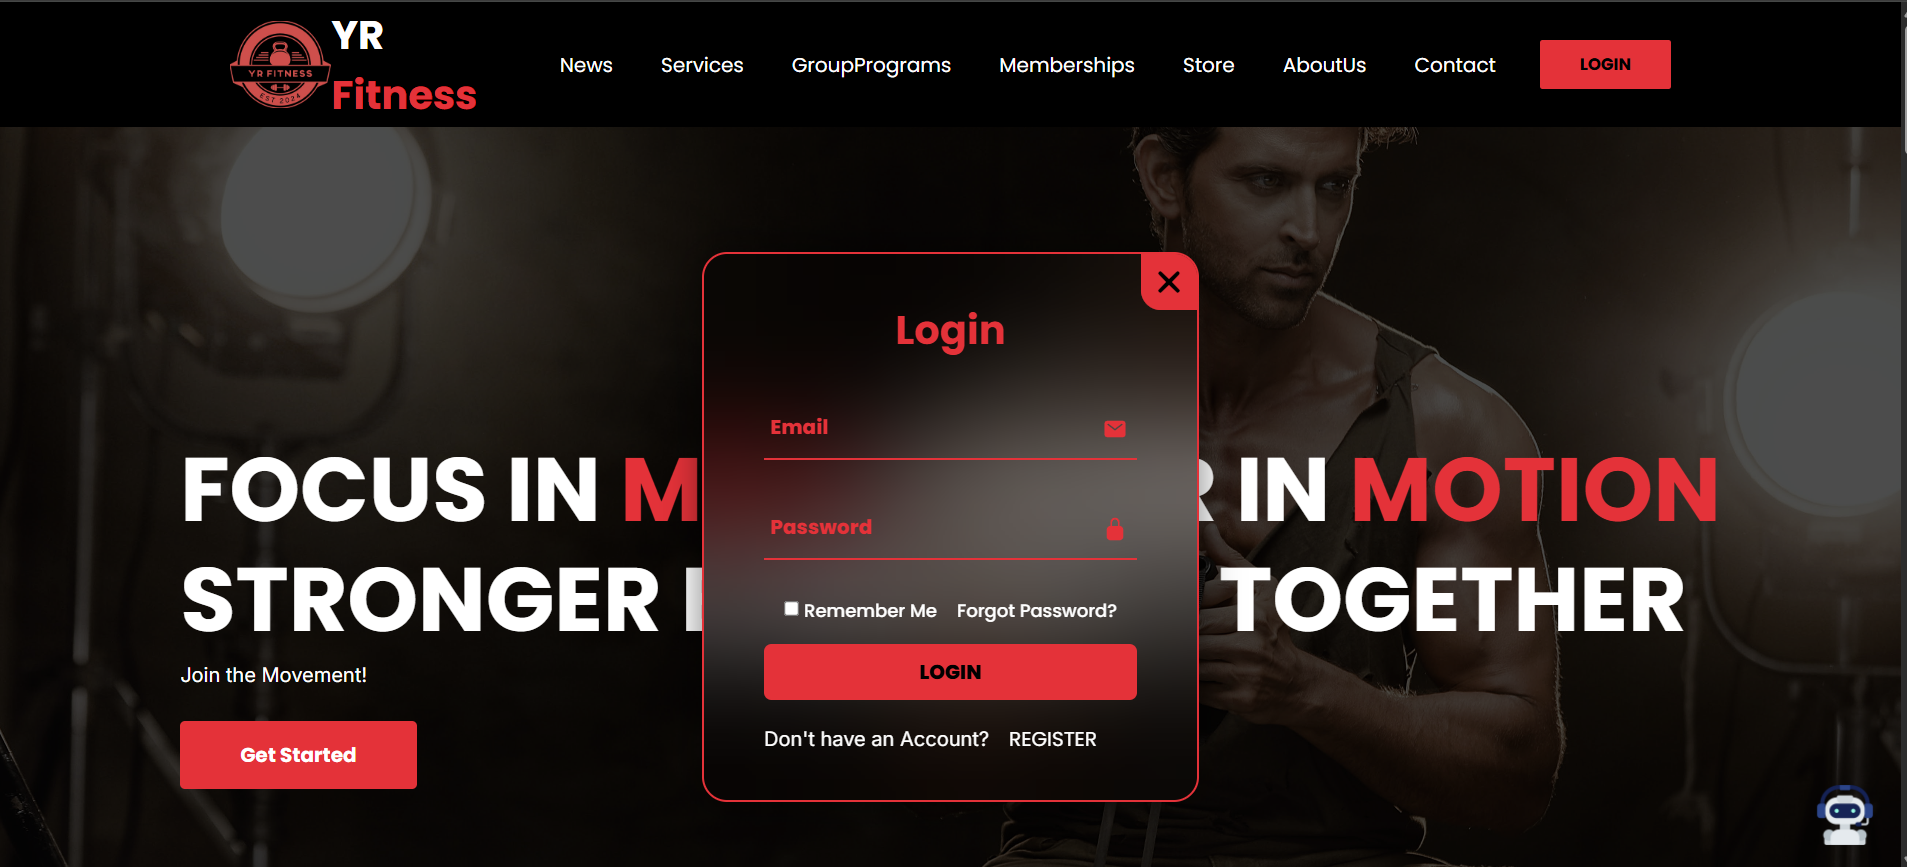 YR FITNESS
EST 2024
YR
Fitness
News
Services
GroupPrograms
Memberships
Store
AboutUs
Contact
LOGIN
FOCUS IN M
R IN MOTION
STRONGER
TOGETHER
Join the Movement!
Get Started
Login
Email
Password
Remember Me
Forgot Password?
LOGIN
Don't have an Account?
REGISTER